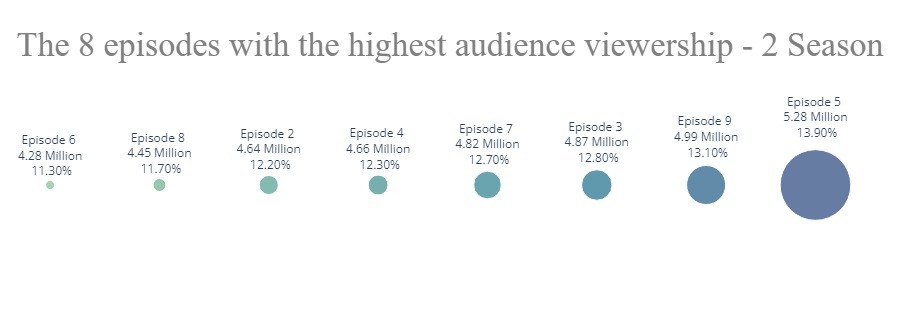 The 8 episodes with the highest audience viewership - 2 Season
Episode 6
4.28 Million
11.30%
Episode 8
4.45 Million
11.70%
Episode 2
4.64 Million
12.20%
Episode 4
4.66 Million
12.30%
Episode 7
4.82 Million
12.70%
Episode 3
4.87 Million
12.80%
Episode 9
4.99 Million
13.10%
Episode 5
5.28 Million
13.90%